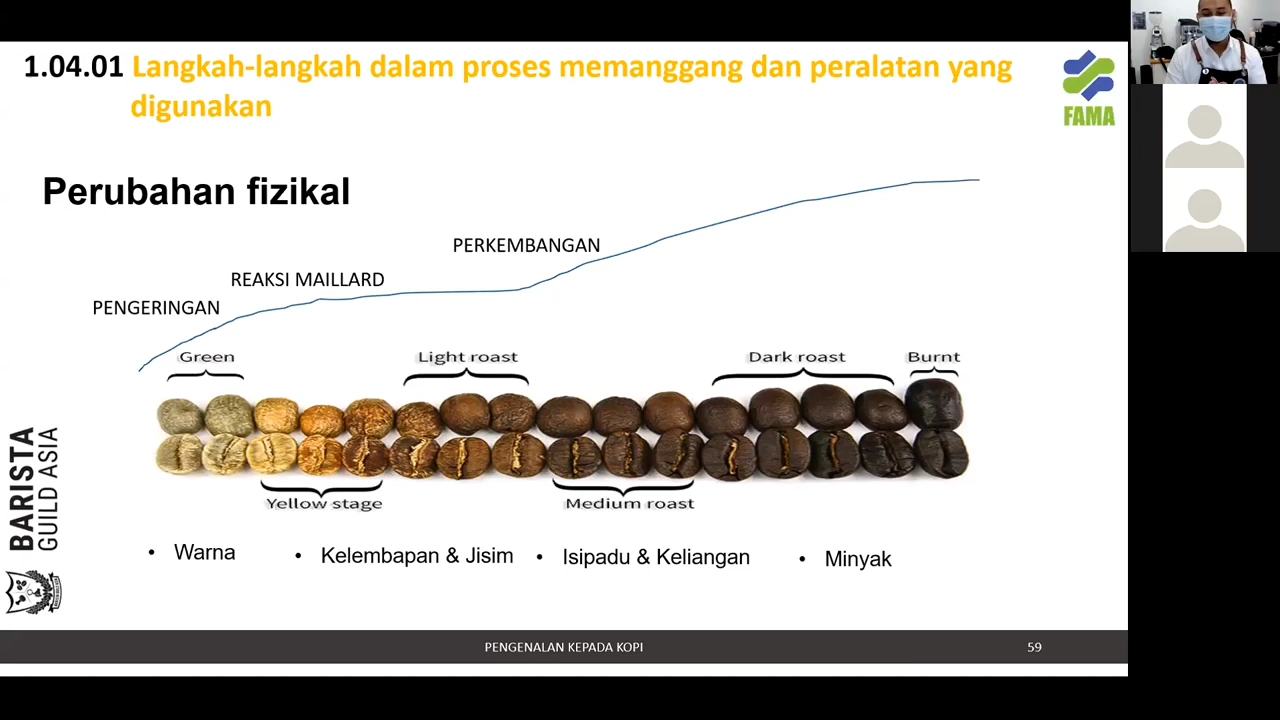 1.04.01 Langkah-langkah dalam proses memanggang dan peralatan yang
digunakan
FAMA
Perubahan fizikal
PERKEMBANGAN
REAKSI MAILLARD
PENGERINGAN
Green
Light roast
Dark roast
Burnt
Yellow stage
Medium roast
BARISTA
GUILD ASIA
• Warna
• Kelembapan & Jisim
• Isipadu & Keliangan
• Minyak
PENGENALAN KEPADA KOPI
59